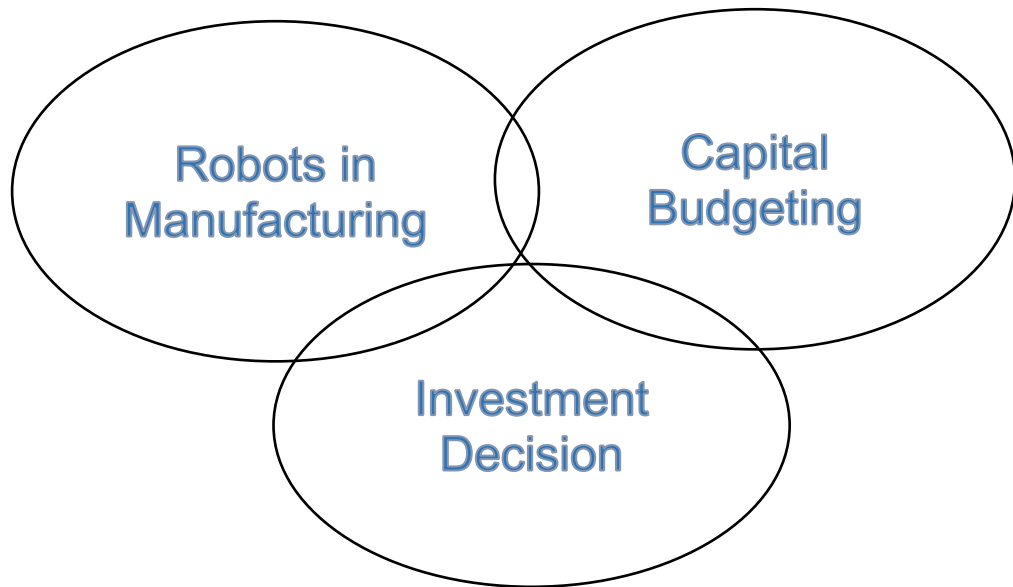 Robots in
Manufacturing
Capital
Budgeting
Investment
Decision